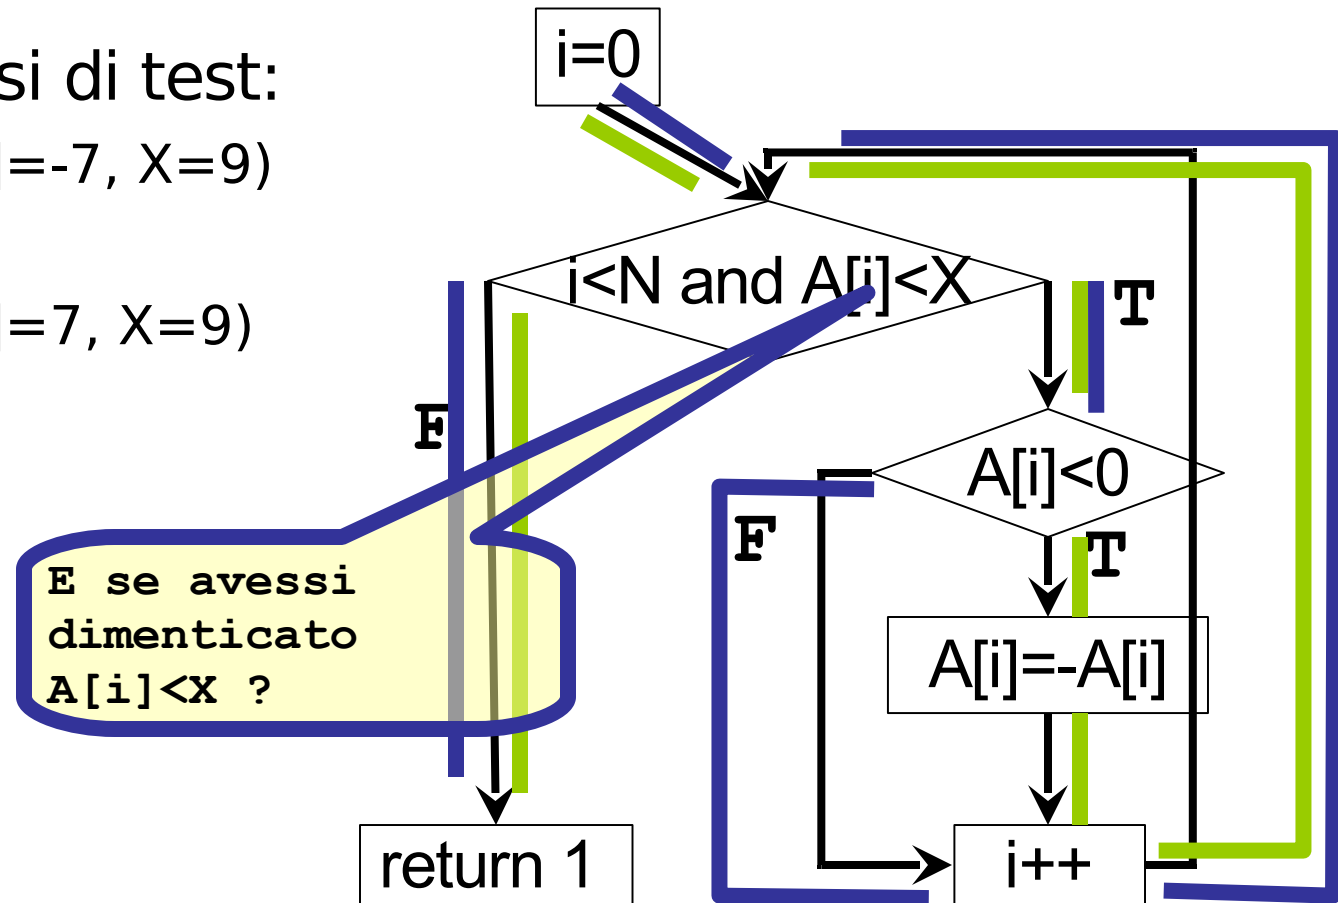 i=0
si di test:
=-7, X=9)
=7, X=9)
i<N and A[i]<X
T
F
A[i]<0
F
T
E se avessi
dimenticato
A[i]<X ?
A[i]=-A[i]
return 1
i++